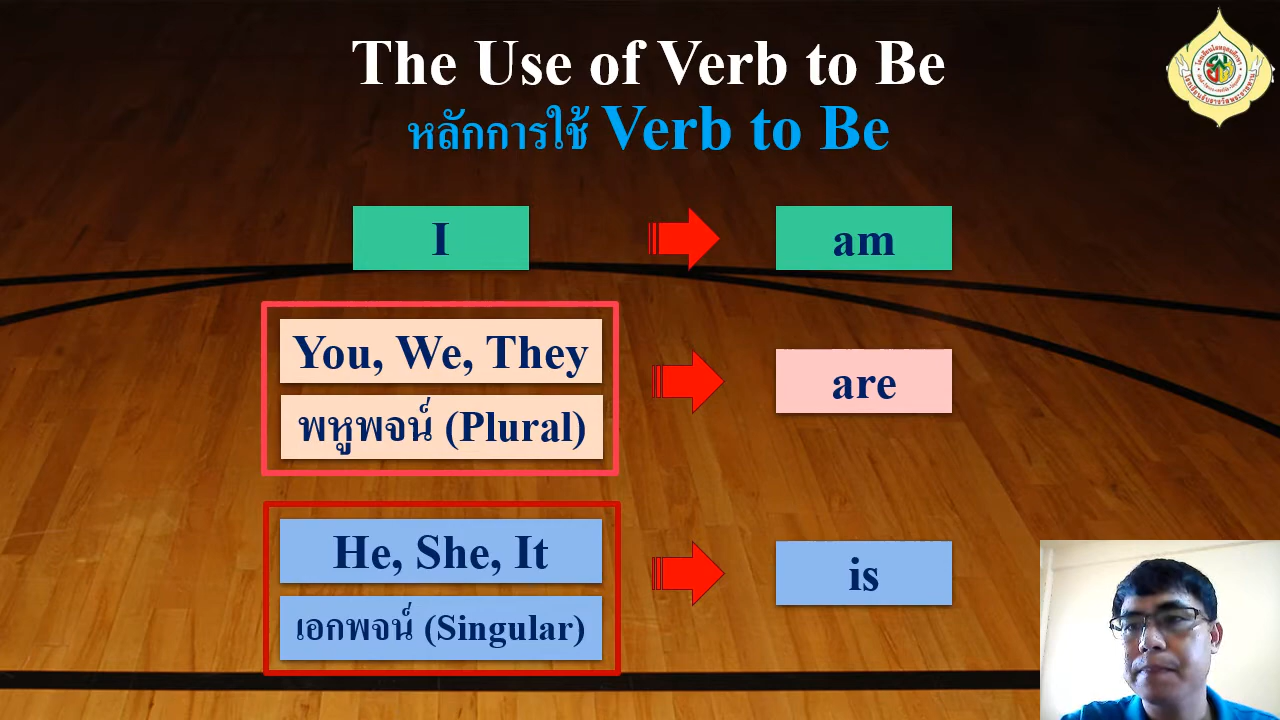 The Use of Verb to Be
หลักการใช้ Verb to Be
I
am
You, We, They
พหูพจน์ (Plural)
are
He, She, It
เอกพจน์ (Singular)
is